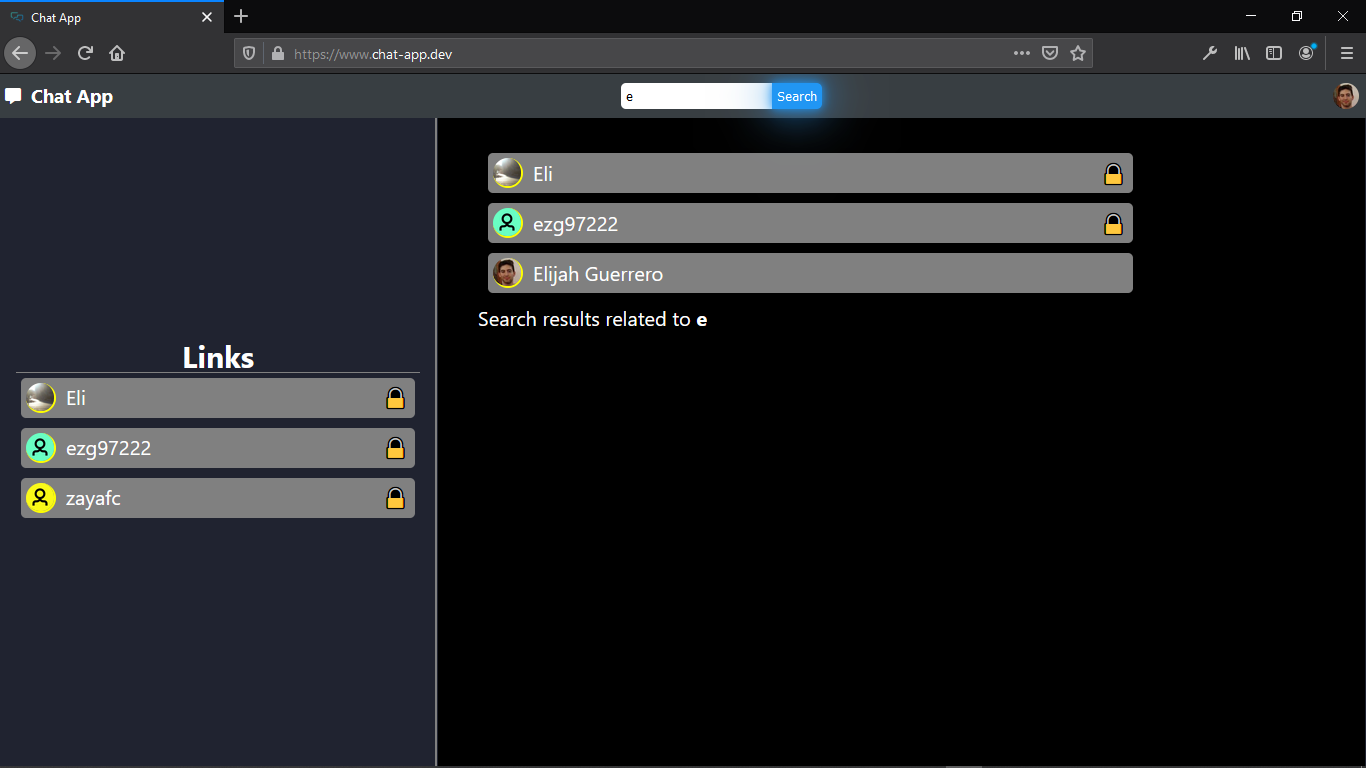 Chat App
https://www.chat-app.dev
Chat App
e
Search
Links
Eli
ezg97222
zayafc
Eli
ezg97222
Elijah Guerrero
Search results related to e